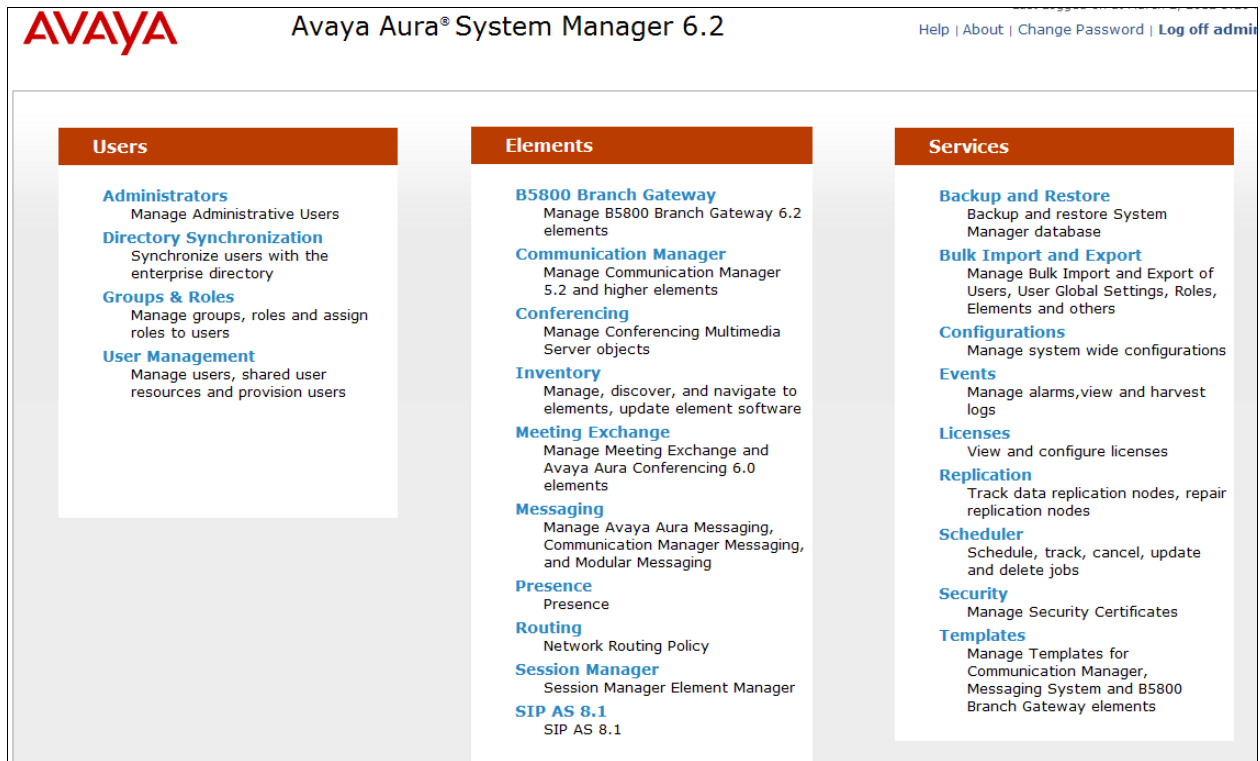 AVAYA
Avaya Aura® System Manager 6.2
Help | About | Change Password | Log off admin
Users
Administrators
Manage Administrative Users
Directory Synchronization
Synchronize users with the
enterprise directory
Groups & Roles
Manage groups, roles and assign
roles to users
User Management
Manage users, shared user
resources and provision users
Elements
B5800 Branch Gateway
Manage B5800 Branch Gateway 6.2
elements
Communication Manager
Manage Communication Manager
5.2 and higher elements
Conferencing
Manage Conferencing Multimedia
Server objects
Inventory
Manage, discover, and navigate to
elements, update element software
Meeting Exchange
Manage Meeting Exchange and
Avaya Aura Conferencing 6.0
elements
Messaging
Manage Avaya Aura Messaging,
Communication Manager Messaging,
and Modular Messaging
Presence
Presence
Routing
Network Routing Policy
Session Manager
Session Manager Element Manager
SIP AS 8.1
SIP AS 8.1
Services
Backup and Restore
Backup and restore System
Manager database
Bulk Import and Export
Manage Bulk Import and Export of
Users, User Global Settings, Roles,
Elements and others
Configurations
Manage system wide configurations
Events
Manage alarms,view and harvest
logs
Licenses
View and configure licenses
Replication
Track data replication nodes, repair
replication nodes
Scheduler
Schedule, track, cancel, update
and delete jobs
Security
Manage Security Certificates
Templates
Manage Templates for
Communication Manager,
Messaging System and B5800
Branch Gateway elements